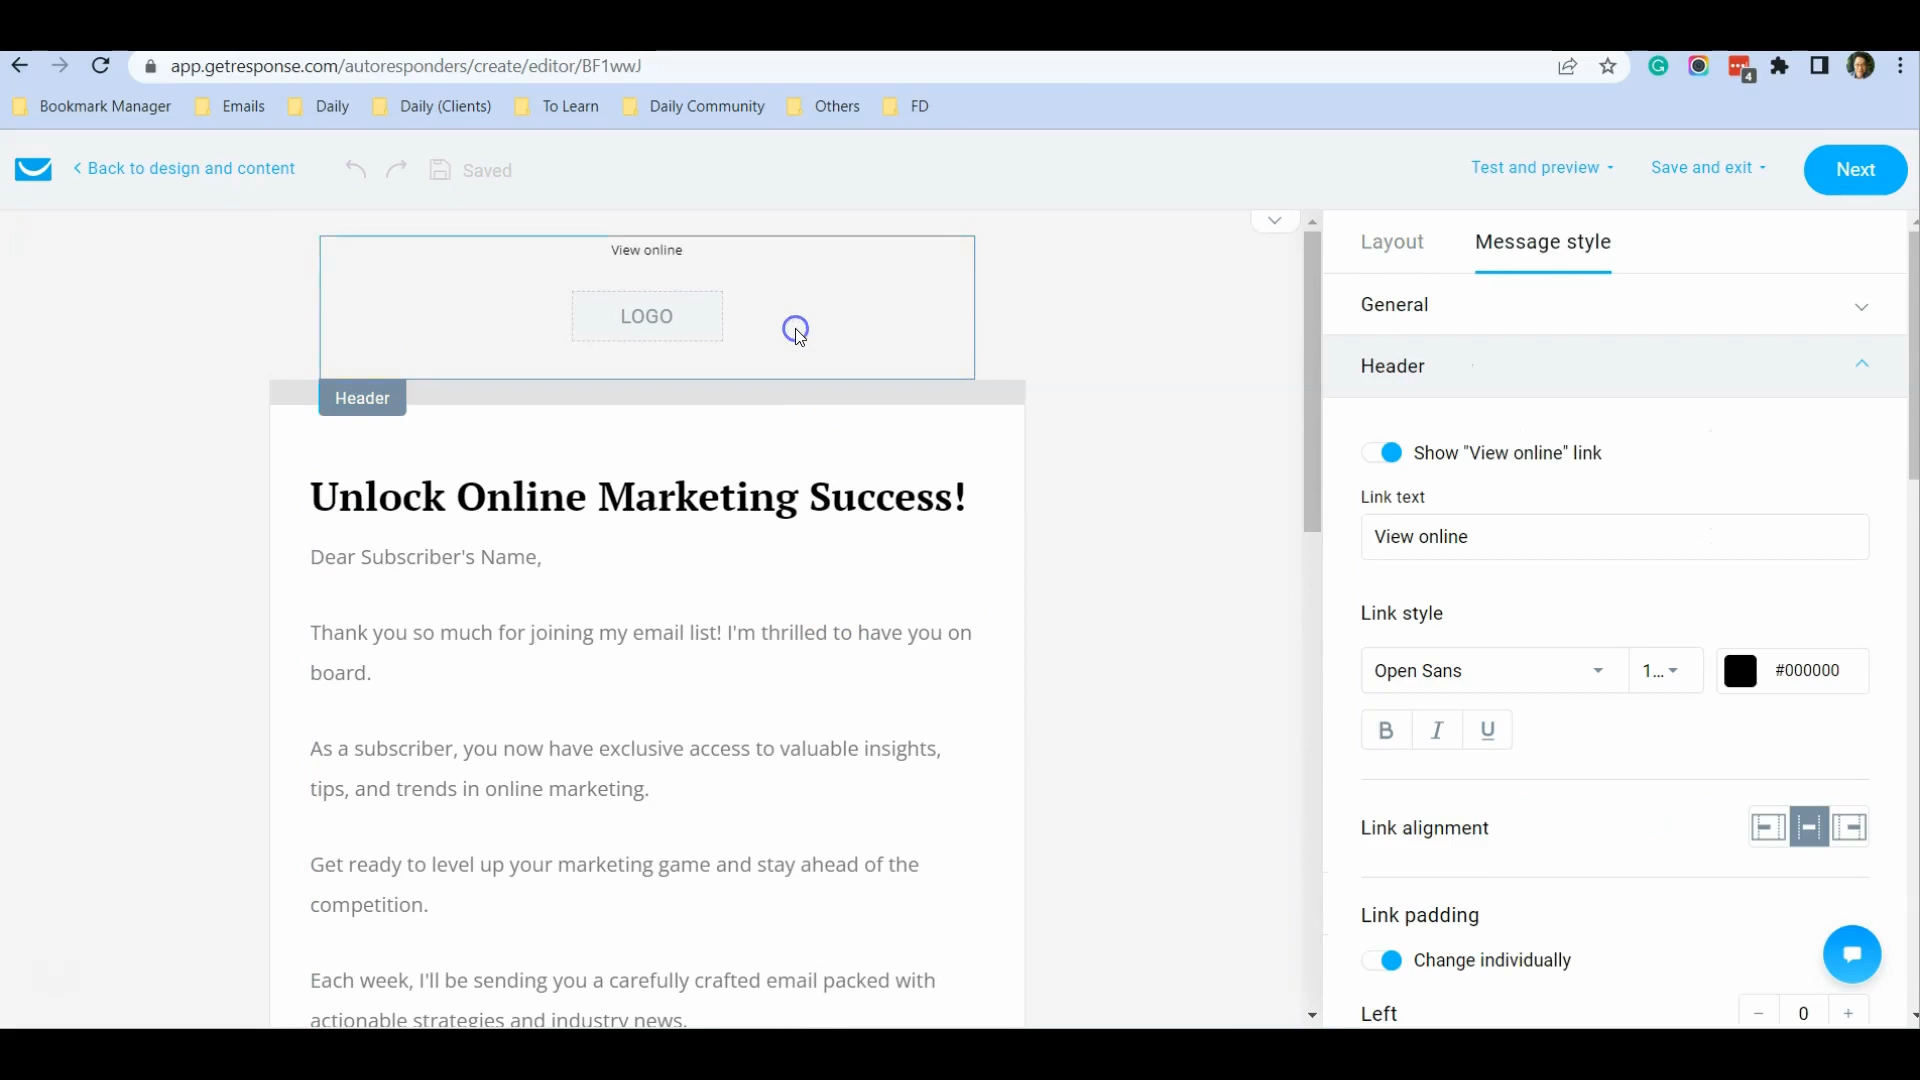 app.getresponse.com/autoresponders/create/editor/BF1wwJ
4
Bookmark Manager Emails Daily Daily (Clients) To Learn Daily Community Others FD
Back to design and content Saved Test and preview Save and exit Next
View online
LOGO
Header
Unlock Online Marketing Success!
Dear Subscriber's Name,
Thank you so much for joining my email list! I'm thrilled to have you on
board.
As a subscriber, you now have exclusive access to valuable insights,
tips, and trends in online marketing.
Get ready to level up your marketing game and stay ahead of the
competition.
Each week, I'll be sending you a carefully crafted email packed with
actionable strategies and industry news.
Layout Message style
General
Header
Show "View online" link
Link text
View online
Link style
Open Sans 1... #000000
B I U
Link alignment
Link padding
Change individually
Left − 0 +